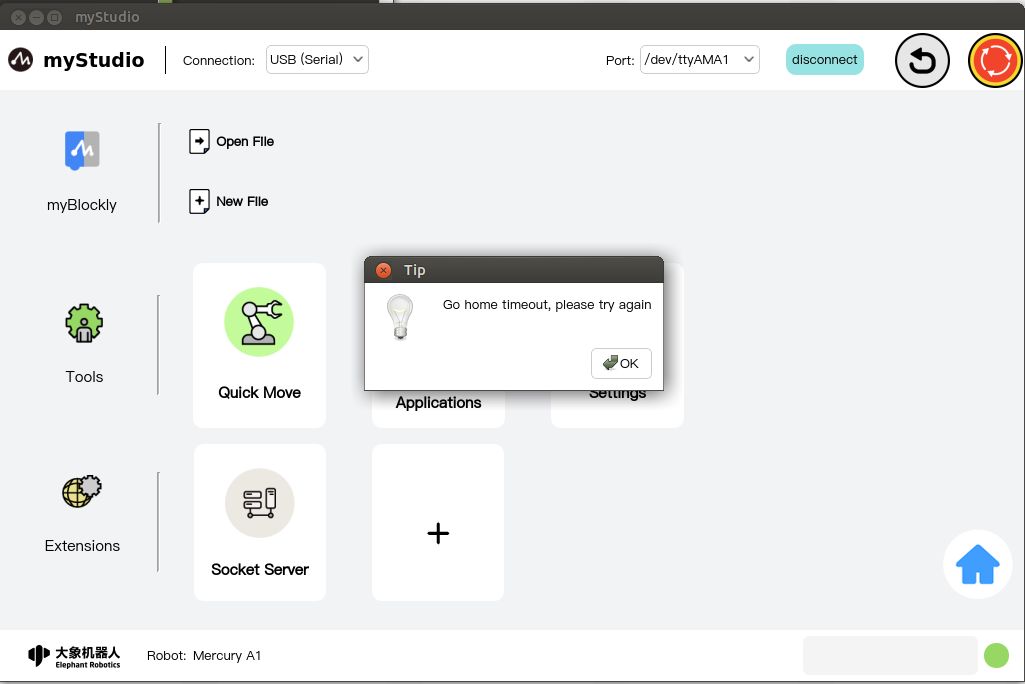 myStudio
myStudio
Connection: USB (Serial)
Port: /dev/ttyAMA1
disconnect
myBlockly
Open File
New File
Tools
Quick Move
Applications
Settings
Tip
Go home timeout, please try again
OK
Extensions
Socket Server
大象机器人
Elephant Robotics
Robot: Mercury A1